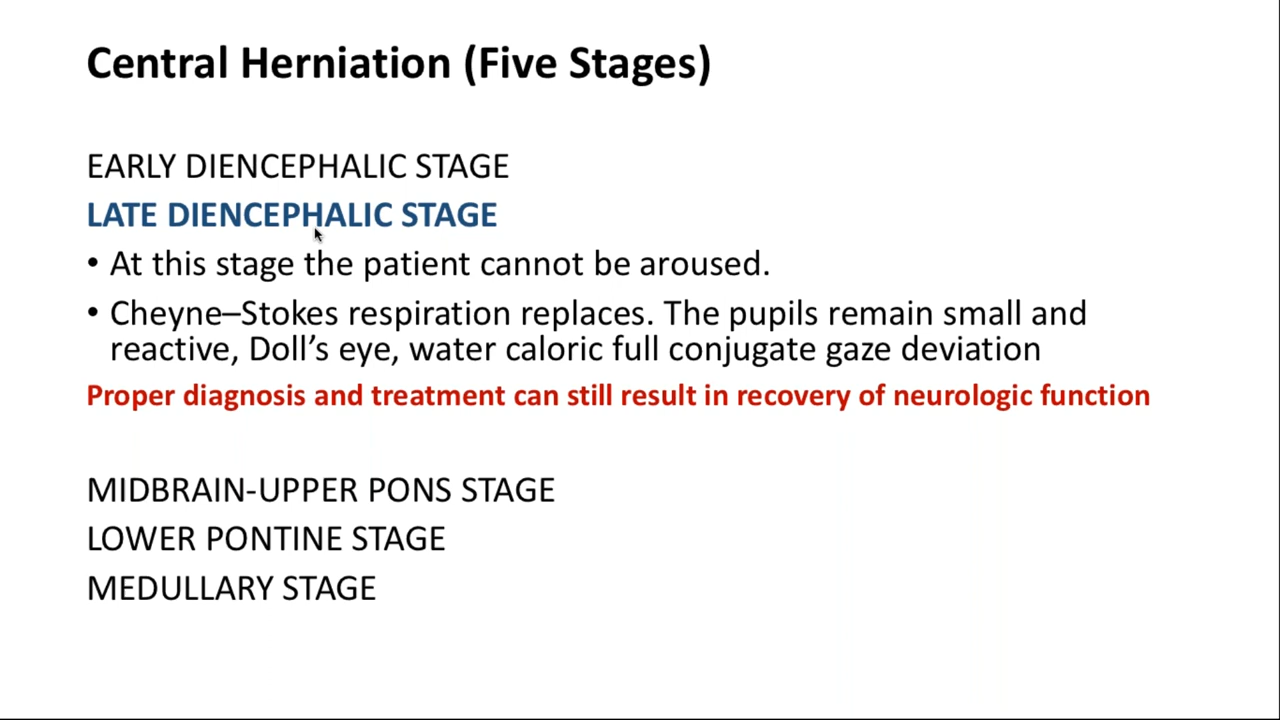 Central Herniation (Five Stages)
EARLY DIENCEPHALIC STAGE
LATE DIENCEPHALIC STAGE
• At this stage the patient cannot be aroused.
• Cheyne–Stokes respiration replaces. The pupils remain small and
reactive, Doll’s eye, water caloric full conjugate gaze deviation
Proper diagnosis and treatment can still result in recovery of neurologic function
MIDBRAIN-UPPER PONS STAGE
LOWER PONTINE STAGE
MEDULLARY STAGE